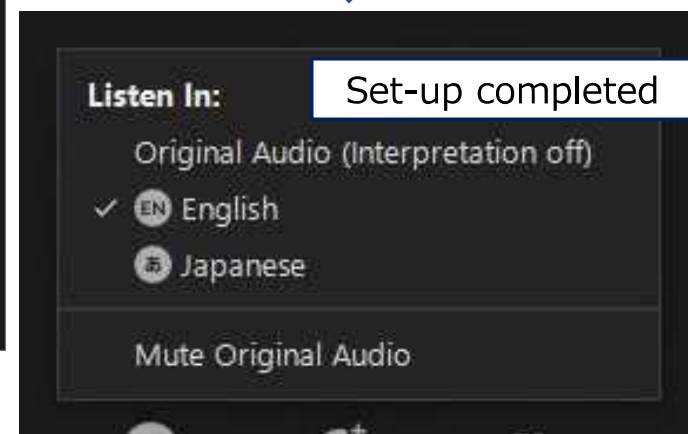 Set-up completed
Listen In:
Original Audio (Interpretation off)
EN English
あ Japanese
Mute Original Audio